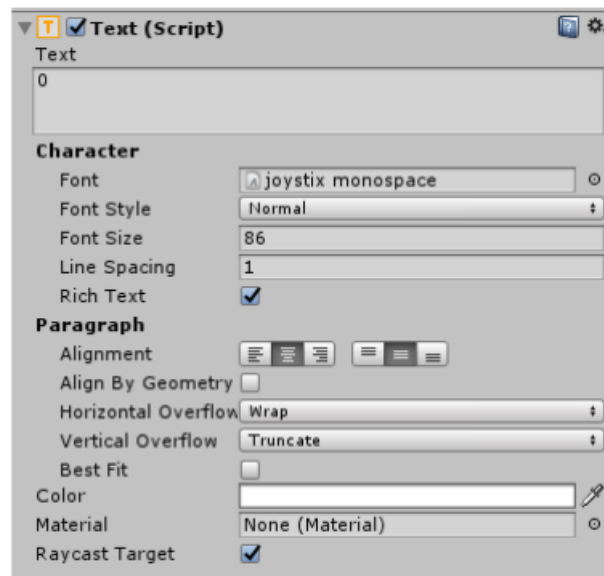 Text (Script)
Text
0
Character
Font joystix monospace
Font Style Normal
Font Size 86
Line Spacing 1
Rich Text
Paragraph
Alignment
Align By Geometry
Horizontal Overflow Wrap
Vertical Overflow Truncate
Best Fit
Color
Material None (Material)
Raycast Target